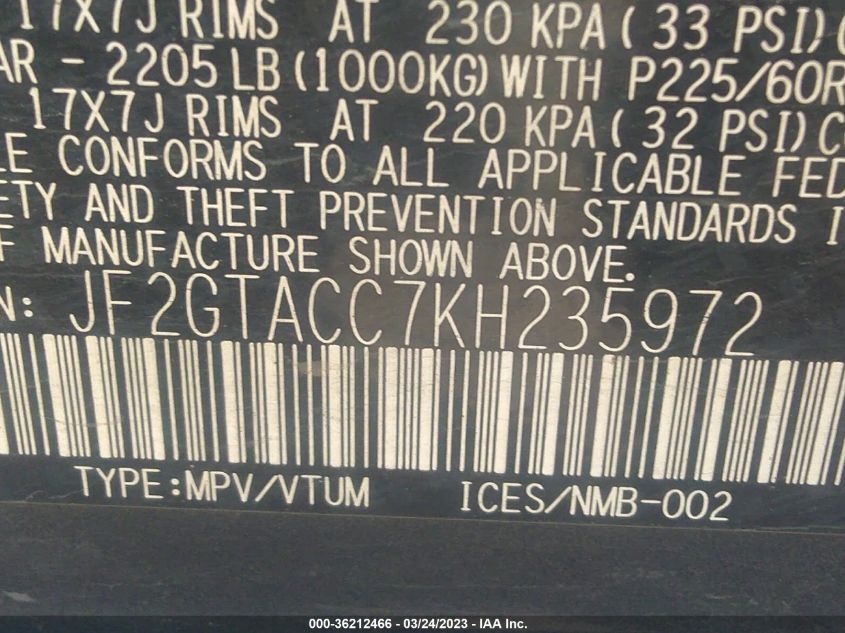 17X7J RIMS AT 230 KPA ( 33 PSI) (
AR - 2205 LB (1000KG) WITH P225/60R
17X7J RIMS AT 220 KPA ( 32 PSI) C
LE CONFORMS TO ALL APPLICABLE FED
ETY AND THEFT PREVENTION STANDARDS I
F MANUFACTURE SHOWN ABOVE.
N: JF2GTACC7KH235972
TYPE:MPV/VTUM ICES/NMB-002
000-36212466 - 03/24/2023 - IAA Inc.